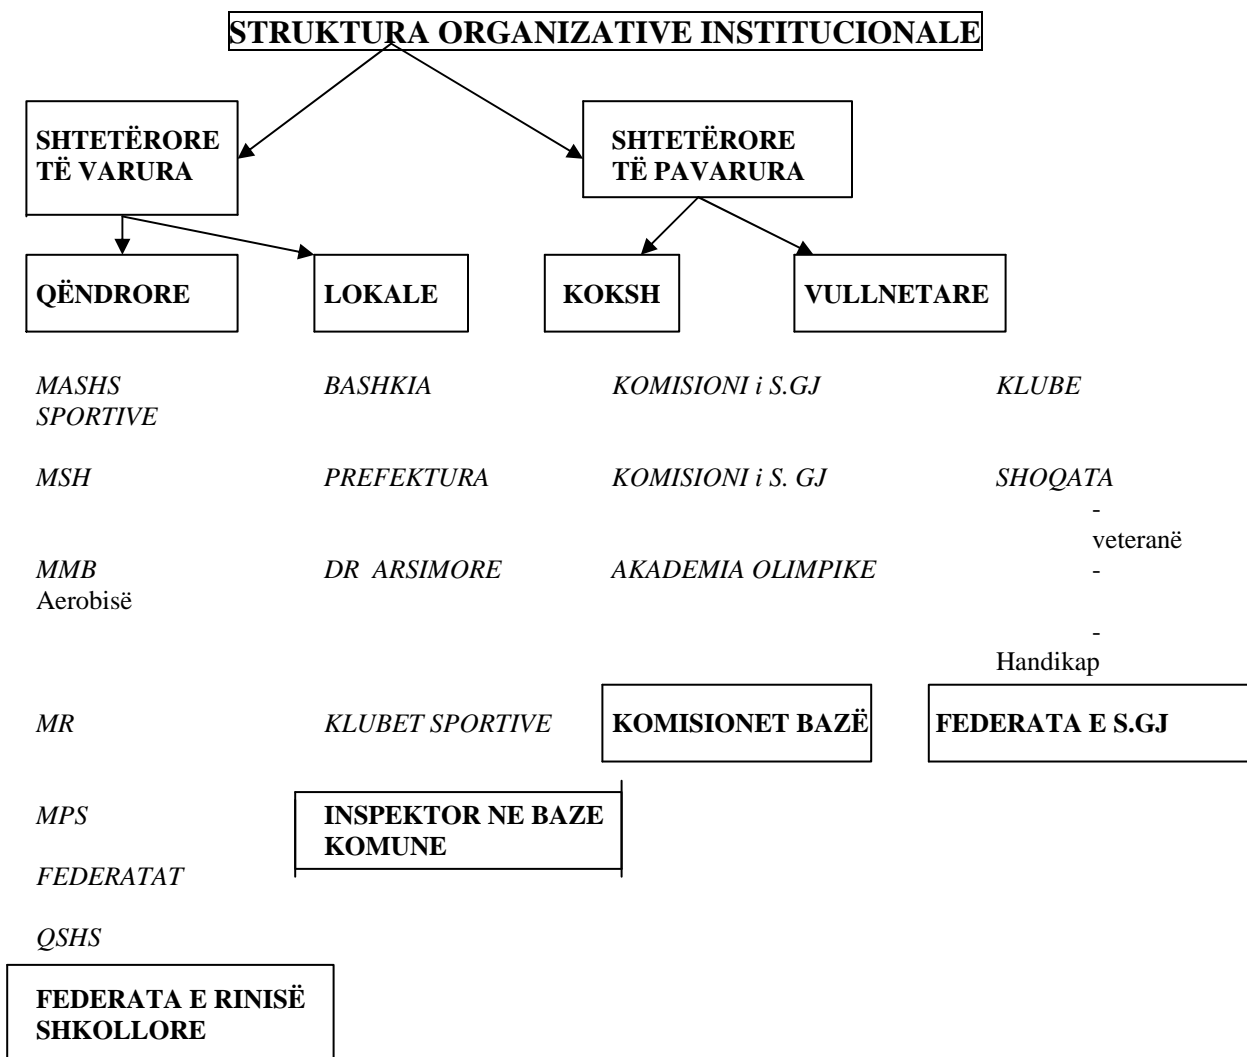 STRUKTURA ORGANIZATIVE INSTITUCIONALE
SHTETËRORE
TË VARURA
SHTETËRORE
TË PAVARURA
QËNDRORE
LOKALE
KOKSH
VULLNETARE
MASHS BASHKIA KOMISIONI i S.GJ KLUBE
SPORTIVE
MSH PREFEKTURA KOMISIONI i S. GJ SHOQATA
-
veteranë
MMB DR ARSIMORE AKADEMIA OLIMPIKE -
Aerobisë
-
Handikap
MR KLUBET SPORTIVE KOMISIONET BAZË FEDERATA E S.GJ
MPS INSPEKTOR NE BAZE
KOMUNE
FEDERATAT
QSHS
FEDERATA E RINISË
SHKOLLORE